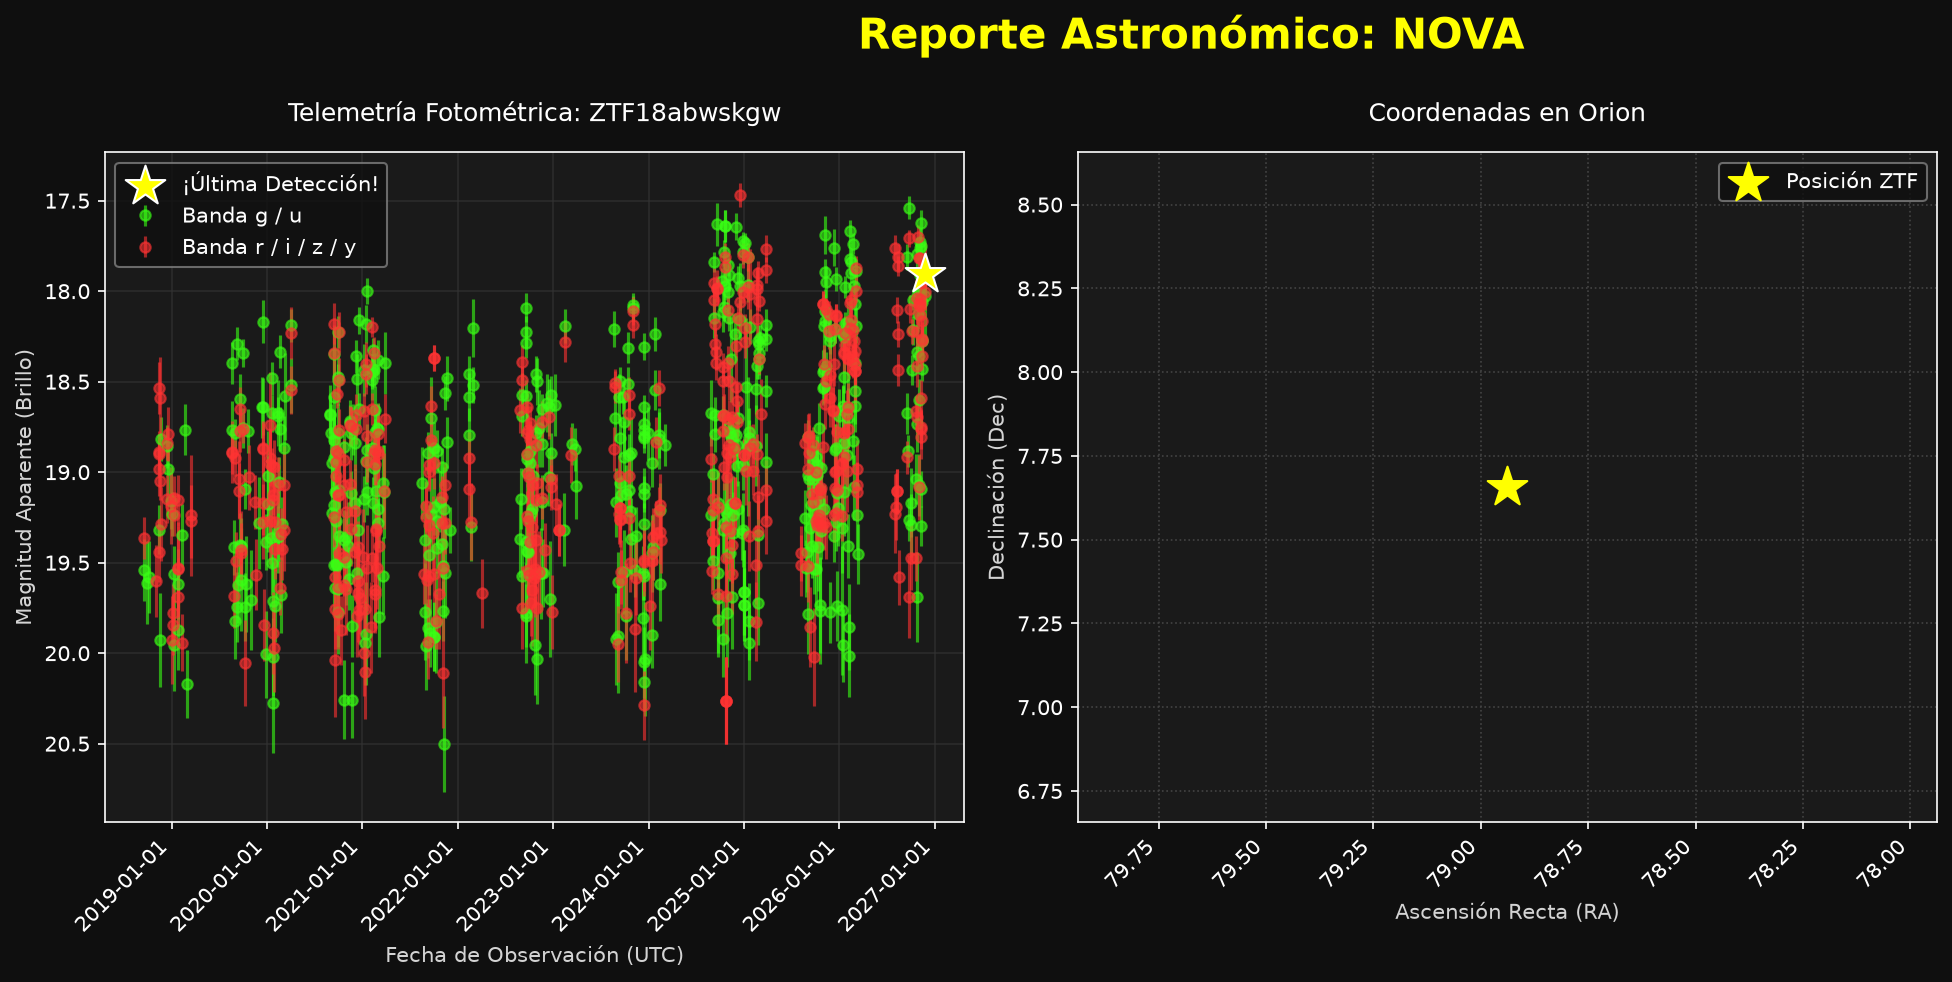 Reporte Astronómico: NOVA
Telemetría Fotométrica: ZTF18abwskgw
¡Última Detección!
Banda g / u
Banda r / i / z / y
Magnitud Aparente (Brillo)
17.5
18.0
18.5
19.0
19.5
20.0
20.5
2019-01-01
2020-01-01
2021-01-01
2022-01-01
2023-01-01
2024-01-01
2025-01-01
2026-01-01
2027-01-01
Fecha de Observación (UTC)
Coordenadas en Orion
Posición ZTF
Declinación (Dec)
8.50
8.25
8.00
7.75
7.50
7.25
7.00
6.75
79.75
79.50
79.25
79.00
78.75
78.50
78.25
78.00
Ascensión Recta (RA)